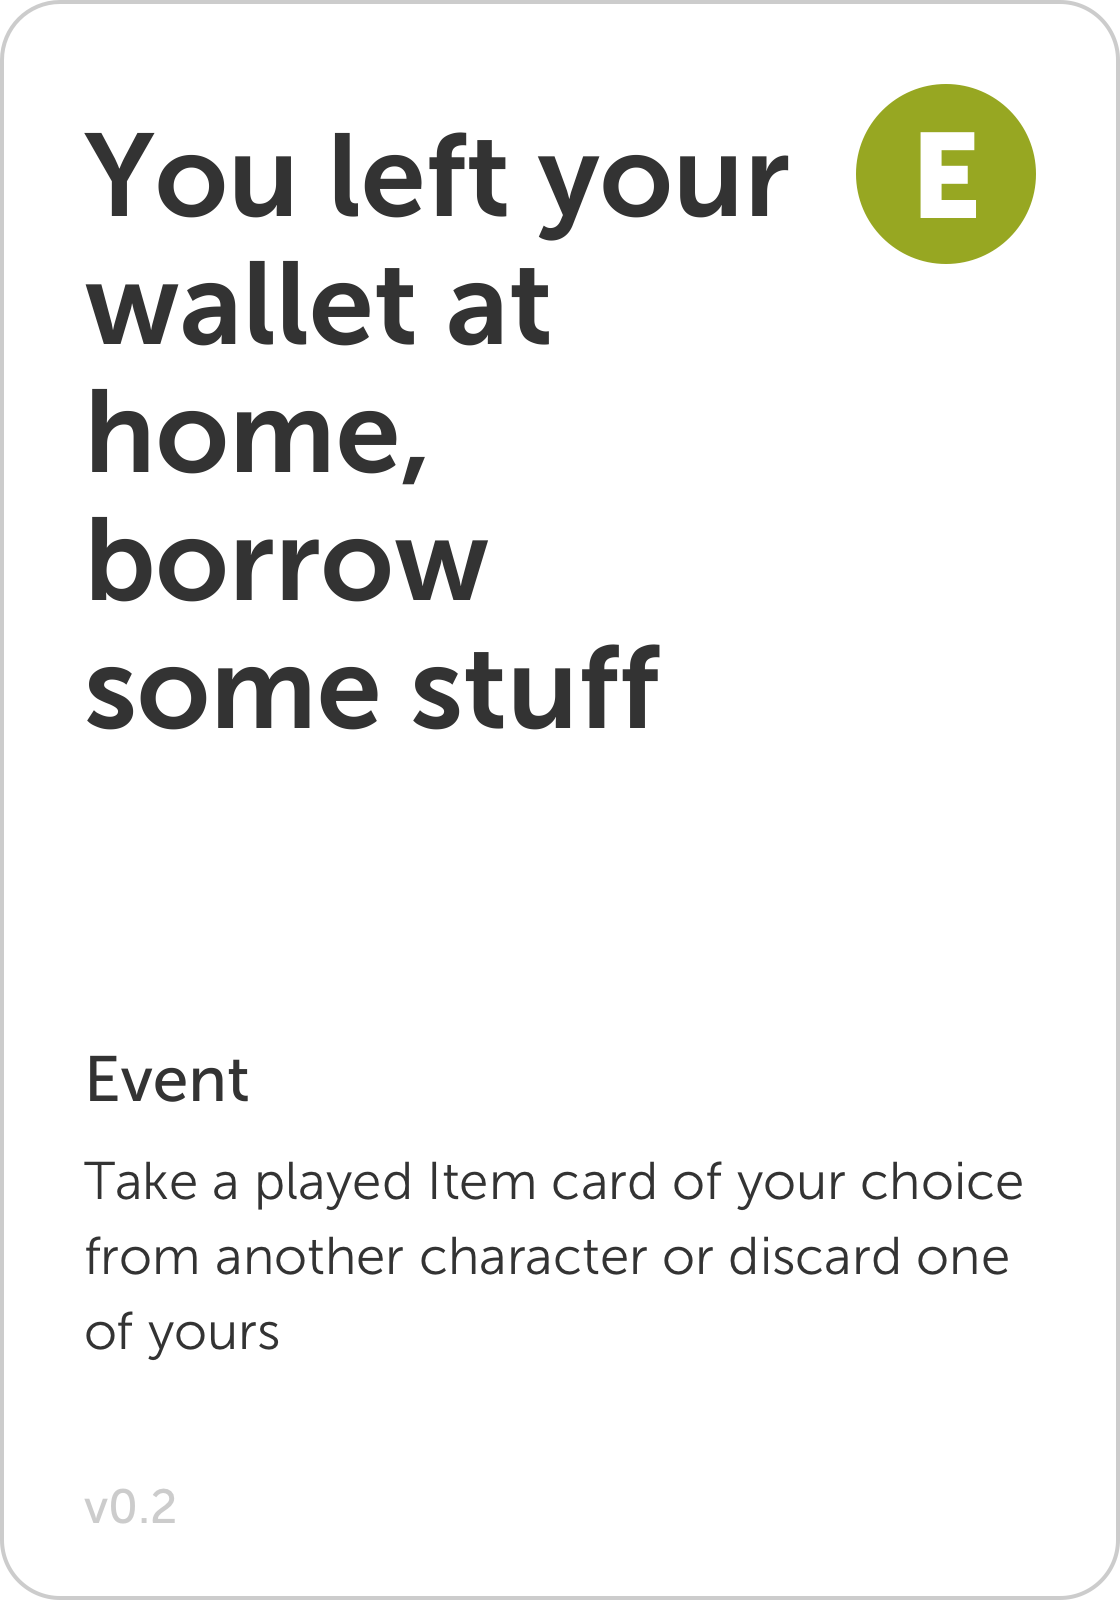 You left your
E
wallet at
home,
borrow
some stuff
Event
Take a played Item card of your choice
from another character or discard one
of yours
v0.2